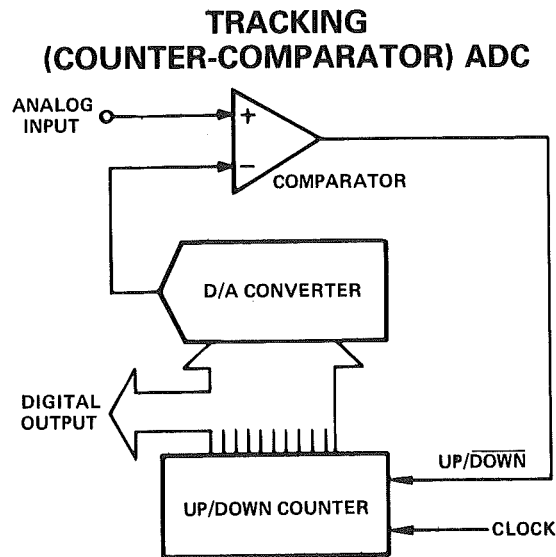 TRACKING
(COUNTER-COMPARATOR) ADC
ANALOG
INPUT
+
−
COMPARATOR
D/A CONVERTER
DIGITAL
OUTPUT
UP/DOWN
UP/DOWN COUNTER
CLOCK